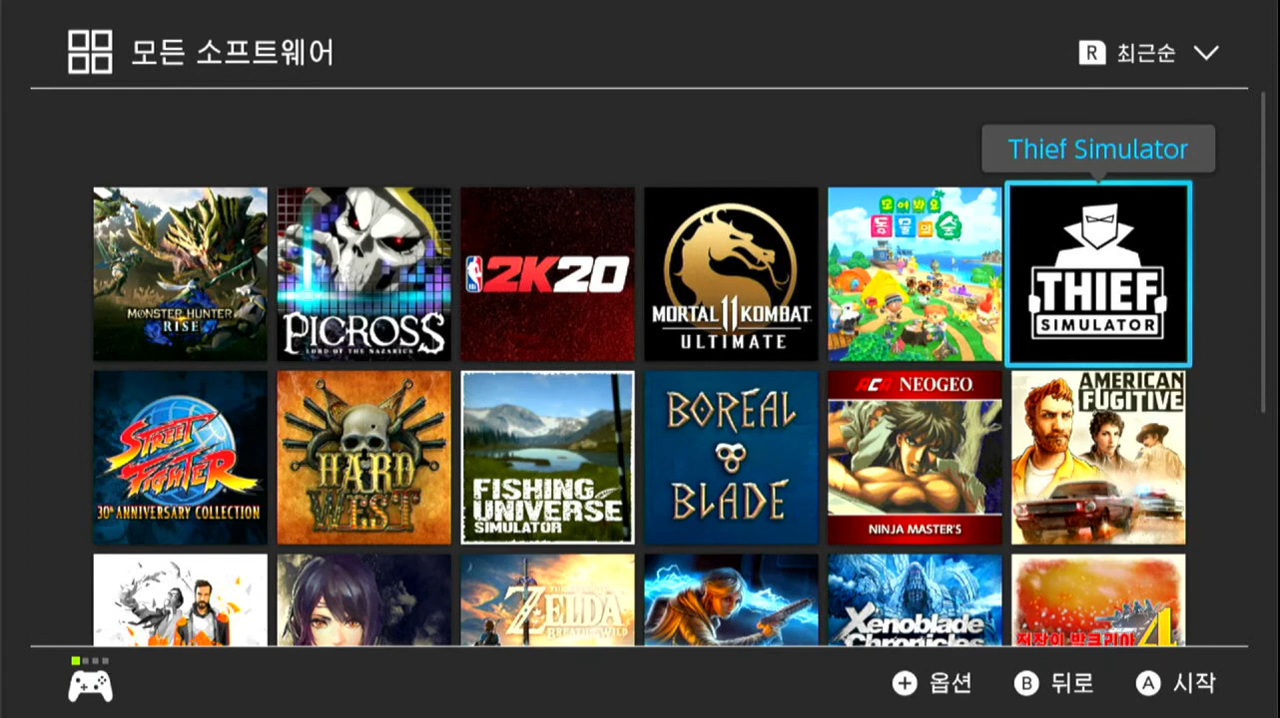 모든 소프트웨어
R 최근순
Thief Simulator
MONSTER HUNTER
RISE
PICROSS
LORD OF THE NAZARICK
NBA 2K20
MORTAL 11 KOMBAT
ULTIMATE
모여봐요
동물의 숲
THIEF
SIMULATOR
STREET
FIGHTER
30th ANNIVERSARY COLLECTION
HARD
WEST
FISHING
UNIVERSE
SIMULATOR
BOREAL
BLADE
ACA NEOGEO
NINJA MASTER'S
AMERICAN
FUGITIVE
ZELDA
BREATH OF THE WILD
Xenoblade
Chronicles
4
+ 옵션
B 뒤로
A 시작